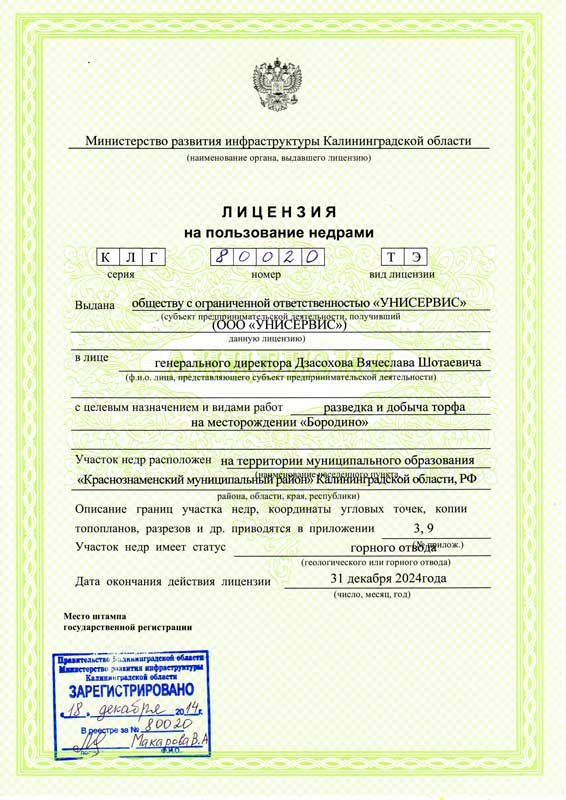 Министерство развития инфраструктуры Калининградской области
(наименование органа, выдавшего лицензию)
ЛИЦЕНЗИЯ
на пользование недрами
К Л Г 8 0 0 2 0 Т Э
серия номер вид лицензии
Выдана обществу с ограниченной ответственностью «УНИСЕРВИС»
(субъект предпринимательской деятельности, получивший
(ООО «УНИСЕРВИС»)
данную лицензию)
в лице генерального директора Дзасохова Вячеслава Шотаевича
(ф.и.о. лица, представляющего субъект предпринимательской деятельности)
с целевым назначением и видами работ разведка и добыча торфа
на месторождении «Бородино»
Участок недр расположен на территории муниципального образования
(наименование населенного пункта,
«Краснознаменский муниципальный район» Калининградской области, РФ
района, области, края, республики)
Описание границ участка недр, координаты угловых точек, копии
топопланов, разрезов и др. приводятся в приложении 3, 9
(№ прилож.)
Участок недр имеет статус горного отвода
(геологического или горного отвода)
Дата окончания действия лицензии 31 декабря 2024года
(число, месяц, год)
Место штампа
государственной регистрации
Правительство Калининградской области
Министерство развития инфраструктуры
Калининградской области
ЗАРЕГИСТРИРОВАНО
«18» декабря 2014г.
В реестре за № 80020
Макарова В.А
Ф.И.О.